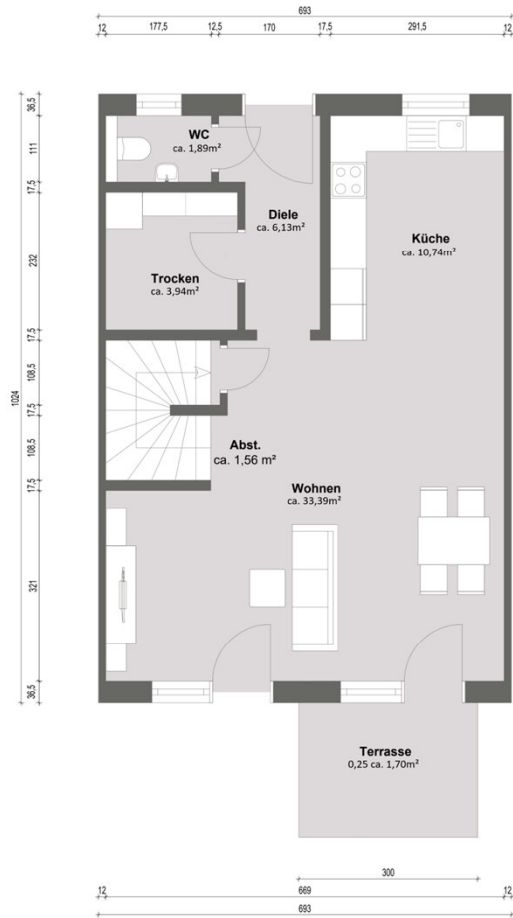 693
12
177,5
12,5
170
17,5
291,5
12
36,5
111
17,5
232
17,5
108,5
17,5
108,5
17,5
321
36,5
1024
WC
ca. 1,89m²
Diele
ca. 6,13m²
Küche
ca. 10,74m²
Trocken
ca. 3,94m²
Abst.
ca. 1,56 m²
Wohnen
ca. 33,39m²
Terrasse
0,25 ca. 1,70m²
300
12
669
12
693